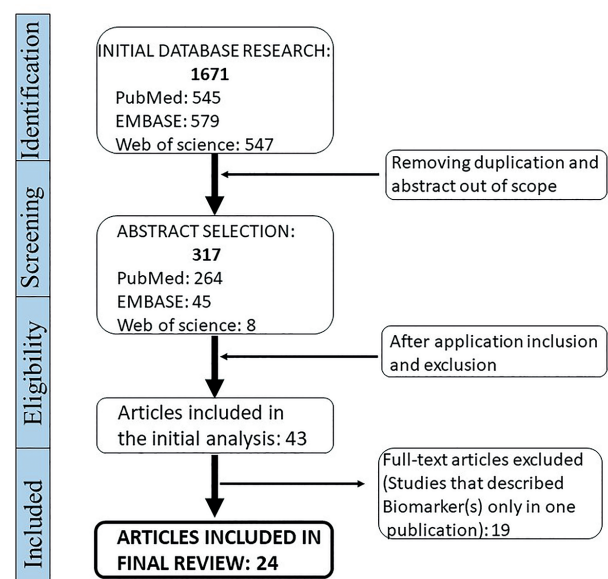 Identification
INITIAL DATABASE RESEARCH:
1671
PubMed: 545
EMBASE: 579
Web of science: 547
Removing duplication and
abstract out of scope
Screening
ABSTRACT SELECTION:
317
PubMed: 264
EMBASE: 45
Web of science: 8
After application inclusion
and exclusion
Eligibility
Articles included in
the initial analysis: 43
Full-text articles excluded
(Studies that described
Biomarker(s) only in one
publication): 19
Included
ARTICLES INCLUDED IN
FINAL REVIEW: 24